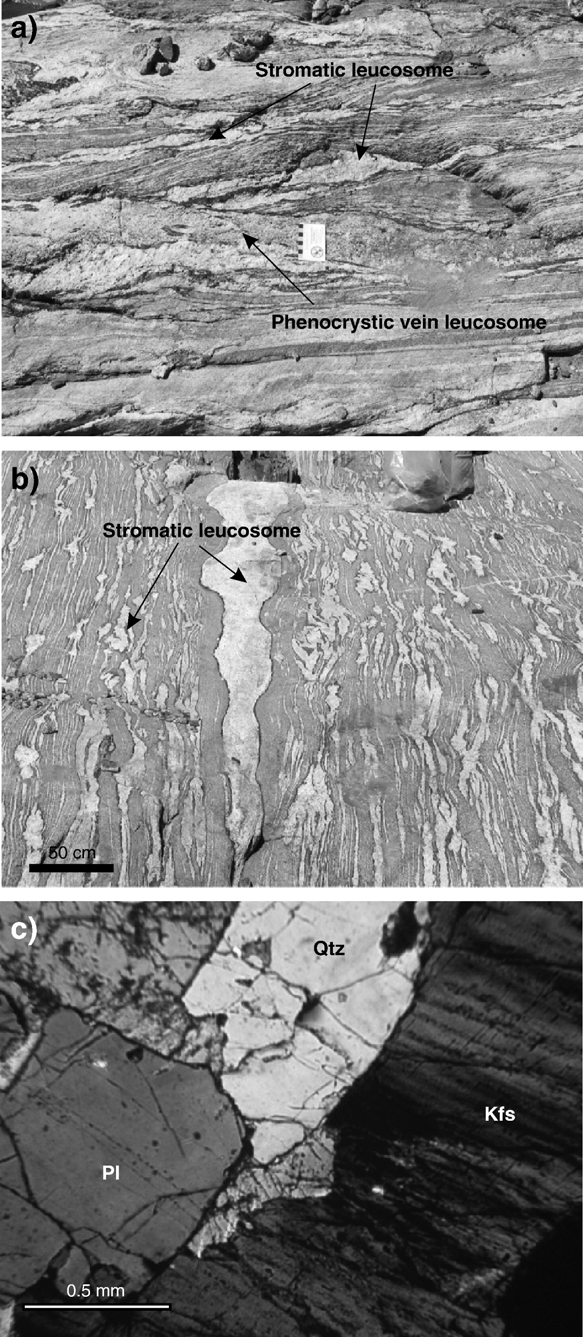 a)
Stromatic leucosome
Phenocrystic vein leucosome
b)
Stromatic leucosome
50 cm
c)
Qtz
Kfs
Pl
0.5 mm